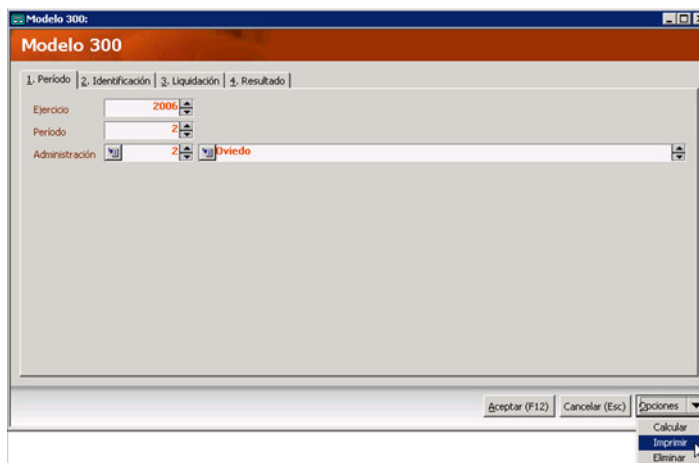 Modelo 300:
Modelo 300
1. Período 2. Identificación 3. Liquidación 4. Resultado
Ejercicio 2006
Período 2
Administración 2 Oviedo
Aceptar (F12) Cancelar (Esc) Opciones
Calcular
Imprimir
Eliminar